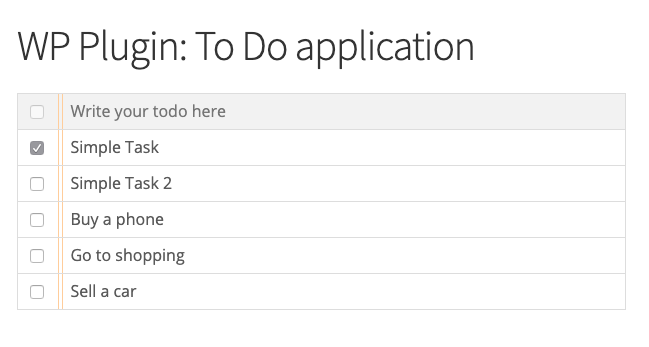 WP Plugin: To Do application
Write your todo here
Simple Task
Simple Task 2
Buy a phone
Go to shopping
Sell a car